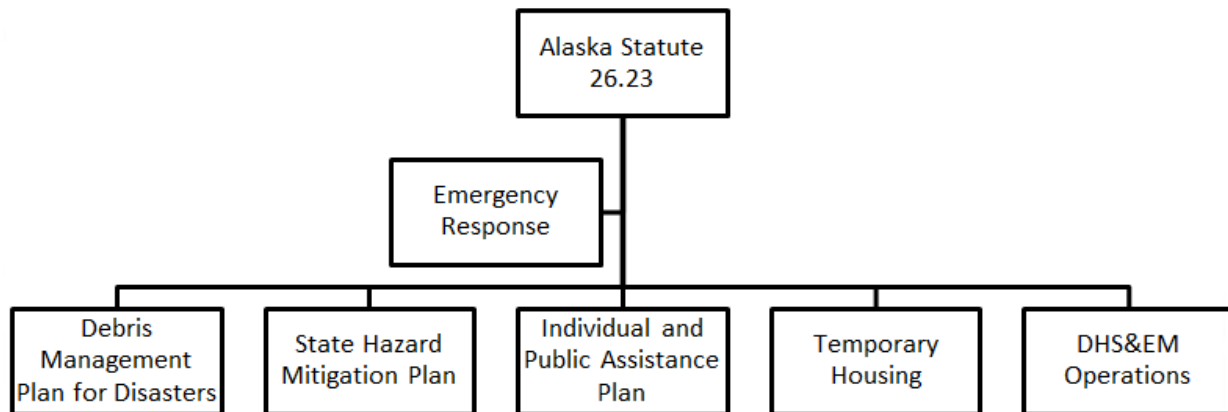 Alaska Statute
26.23
Emergency
Response
Debris
Management
Plan for Disasters
State Hazard
Mitigation Plan
Individual and
Public Assistance
Plan
Temporary
Housing
DHS&EM
Operations